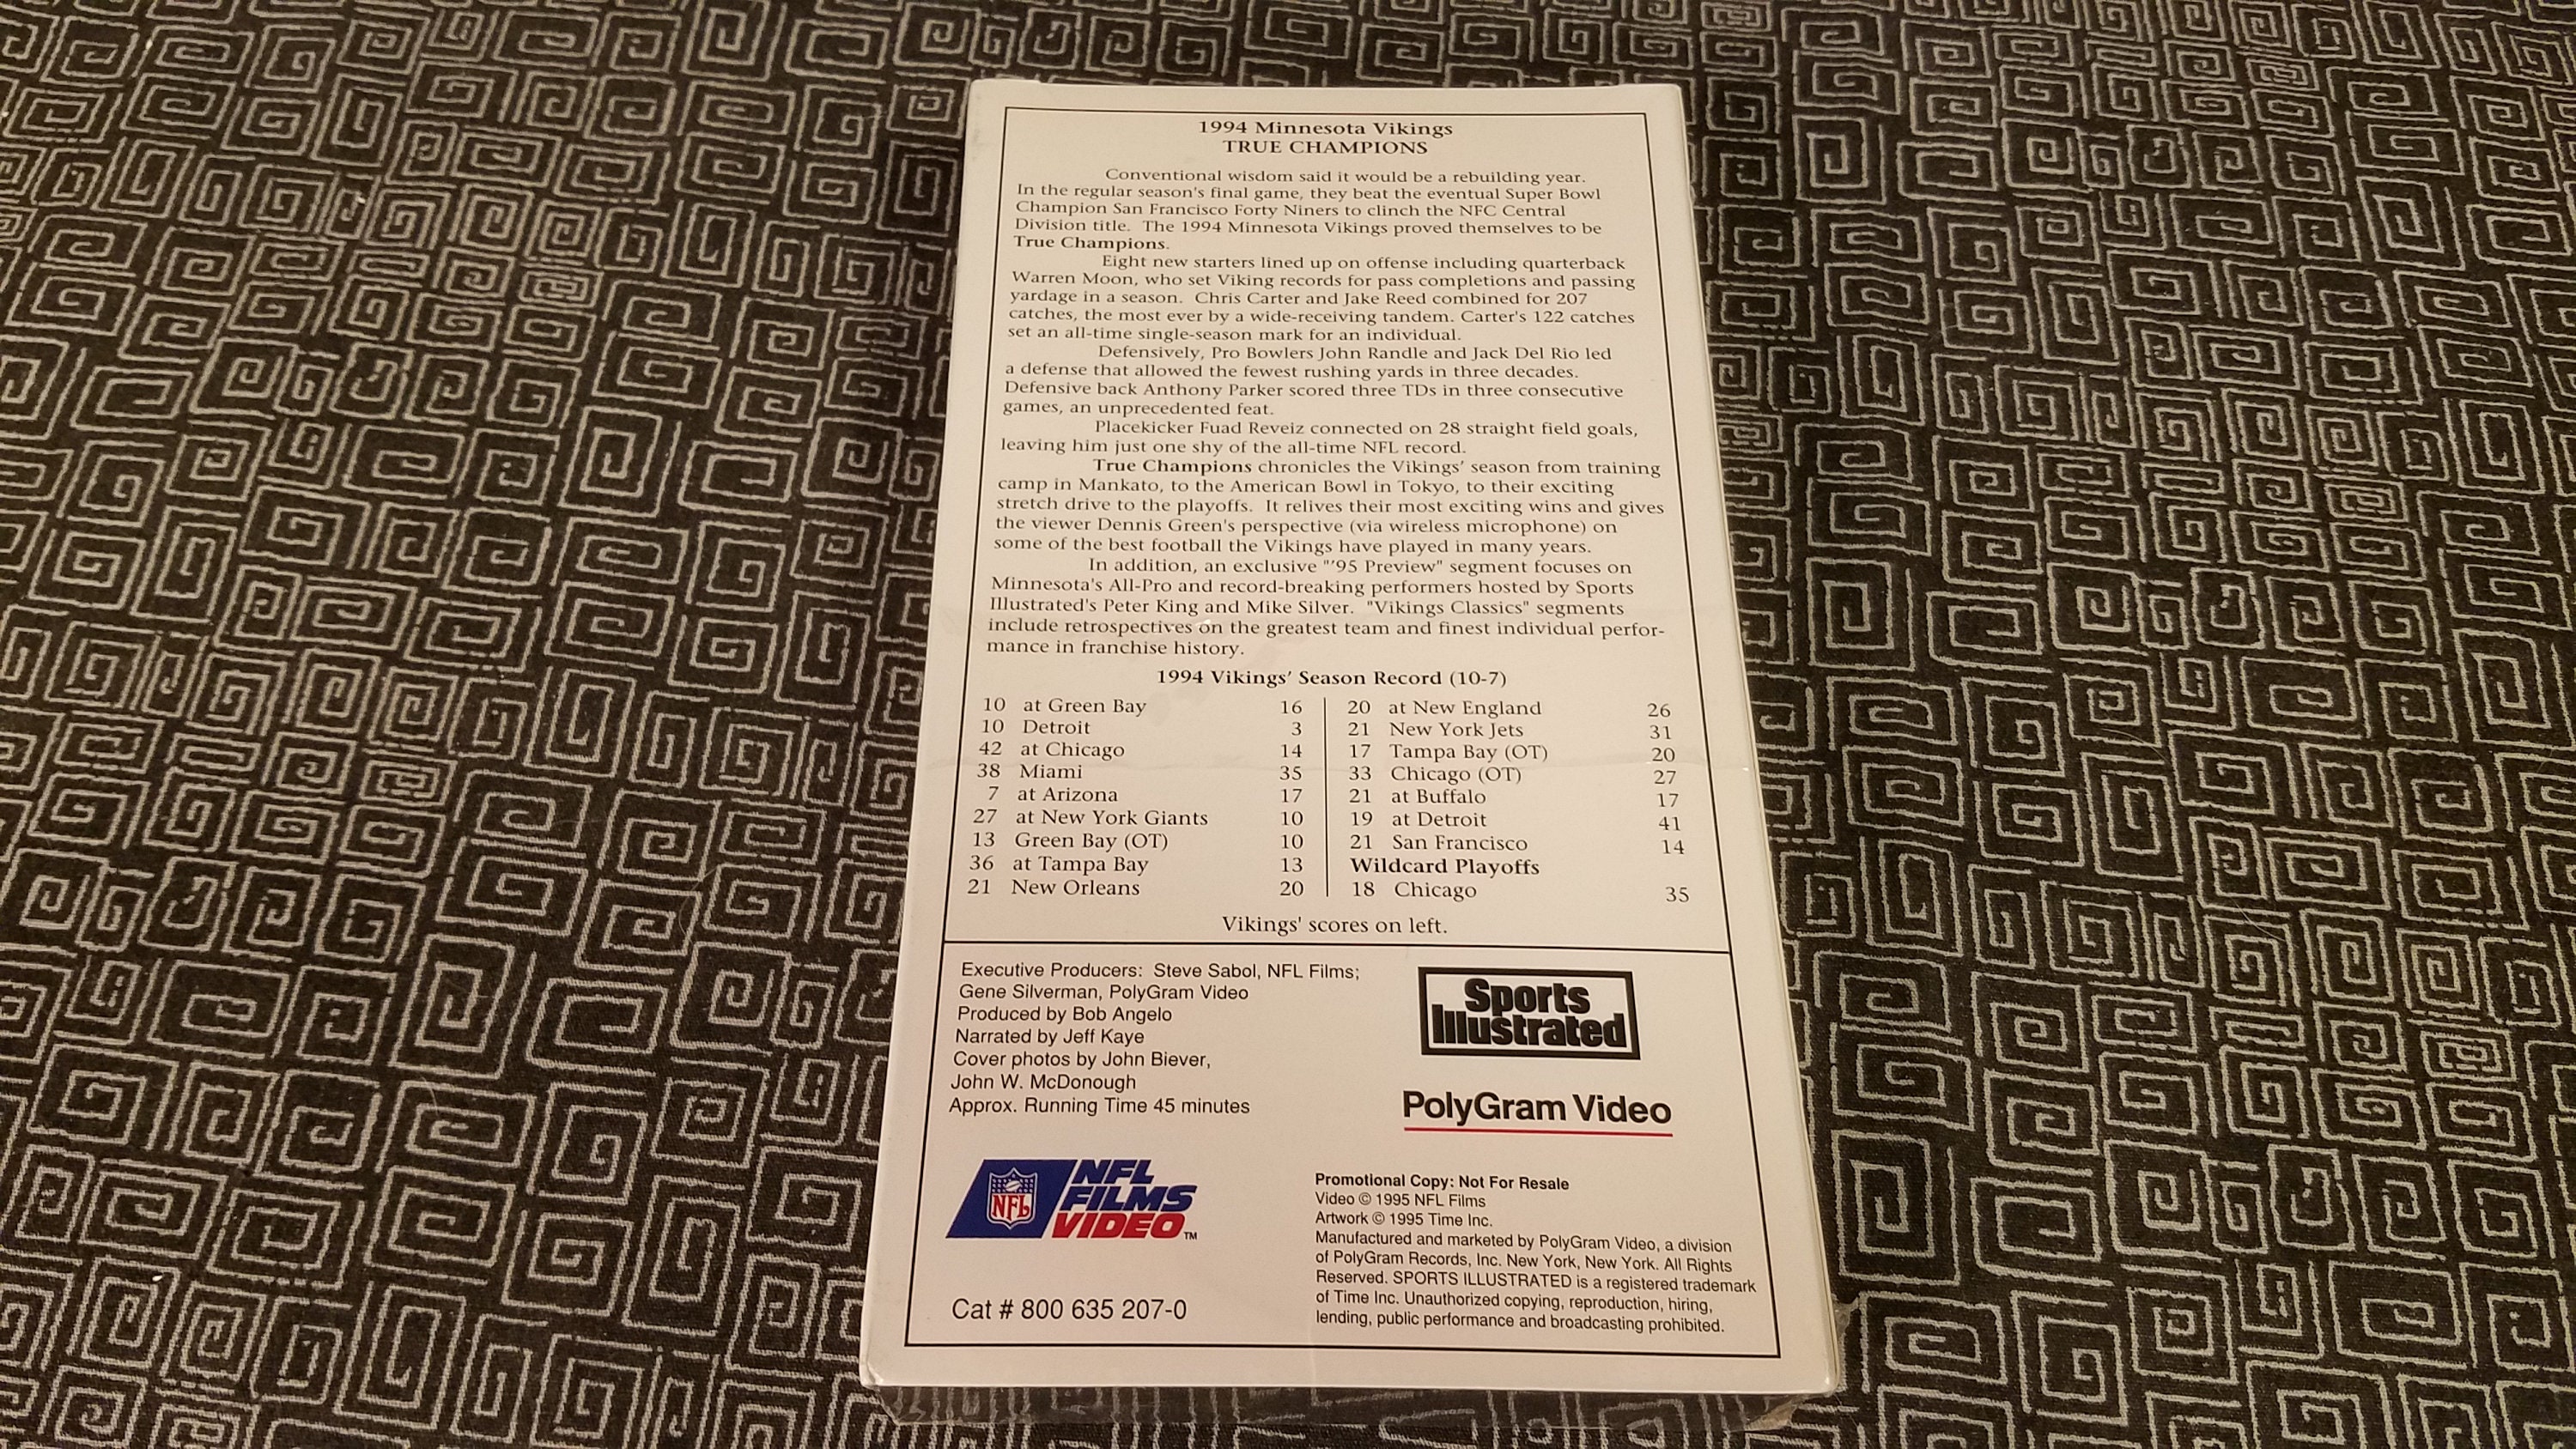 1994 Minnesota Vikings
TRUE CHAMPIONS
Conventional wisdom said it would be a rebuilding year.
In the regular season's final game, they beat the eventual Super Bowl
Champion San Francisco Forty Niners to clinch the NFC Central
Division title. The 1994 Minnesota Vikings proved themselves to be
True Champions.
Eight new starters lined up on offense including quarterback
Warren Moon, who set Viking records for pass completions and passing
yardage in a season. Chris Carter and Jake Reed combined for 207
catches, the most ever by a wide-receiving tandem. Carter's 122 catches
set an all-time single-season mark for an individual.
Defensively, Pro Bowlers John Randle and Jack Del Rio led
a defense that allowed the fewest rushing yards in three decades.
Defensive back Anthony Parker scored three TDs in three consecutive
games, an unprecedented feat.
Placekicker Fuad Reveiz connected on 28 straight field goals,
leaving him just one shy of the all-time NFL record.
True Champions chronicles the Vikings' season from training
camp in Mankato, to the American Bowl in Tokyo, to their exciting
stretch drive to the playoffs. It relives their most exciting wins and gives
the viewer Dennis Green's perspective (via wireless microphone) on
some of the best football the Vikings have played in many years.
In addition, an exclusive "'95 Preview" segment focuses on
Minnesota's All-Pro and record-breaking performers hosted by Sports
Illustrated's Peter King and Mike Silver. "Vikings Classics" segments
include retrospectives on the greatest team and finest individual perfor-
mance in franchise history.
1994 Vikings' Season Record (10-7)
10 at Green Bay 16
10 Detroit 3
42 at Chicago 14
38 Miami 35
7 at Arizona 17
27 at New York Giants 10
13 Green Bay (OT) 10
36 at Tampa Bay 13
21 New Orleans 20
20 at New England 26
21 New York Jets 31
17 Tampa Bay (OT) 20
33 Chicago (OT) 27
21 at Buffalo 17
19 at Detroit 41
21 San Francisco 14
Wildcard Playoffs
18 Chicago 35
Vikings' scores on left.
Executive Producers: Steve Sabol, NFL Films;
Gene Silverman, PolyGram Video
Produced by Bob Angelo
Narrated by Jeff Kaye
Cover photos by John Biever,
John W. McDonough
Approx. Running Time 45 minutes
Sports
Illustrated
PolyGram Video
NFL
NFL
FILMS
VIDEO™
Cat # 800 635 207-0
Promotional Copy: Not For Resale
Video © 1995 NFL Films
Artwork © 1995 Time Inc.
Manufactured and marketed by PolyGram Video, a division
of PolyGram Records, Inc. New York, New York. All Rights
Reserved. SPORTS ILLUSTRATED is a registered trademark
of Time Inc. Unauthorized copying, reproduction, hiring,
lending, public performance and broadcasting prohibited.